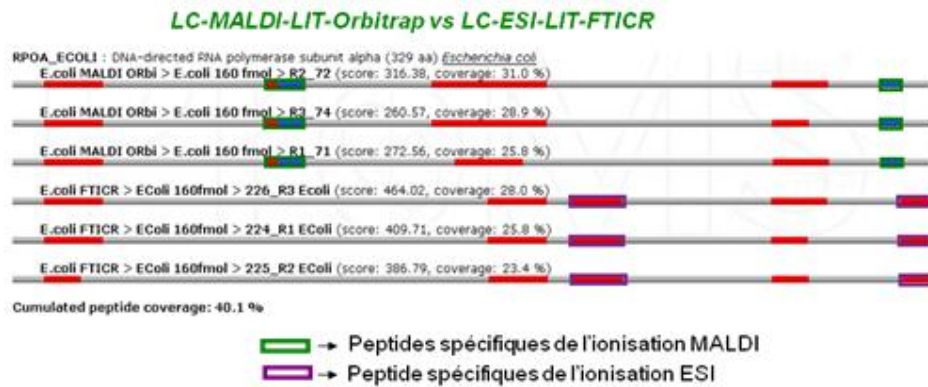 LC-MALDI-LIT-Orbitrap vs LC-ESI-LIT-FTICR
RPOA_ECOLI : DNA-directed RNA polymerase subunit alpha (329 aa) Escherichia coli
E.coli MALDI ORbi > E.coli 160 fmol > R2_72 (score: 316.38, coverage: 31.0 %)
E.coli MALDI ORbi > E.coli 160 fmol > R3_74 (score: 260.57, coverage: 28.9 %)
E.coli MALDI ORbi > E.coli 160 fmol > R1_71 (score: 272.56, coverage: 25.8 %)
E.coli FTICR > EColi 160fmol > 226_R3 Ecoli (score: 464.02, coverage: 28.0 %)
E.coli FTICR > EColi 160fmol > 224_R1 EColi (score: 409.71, coverage: 25.8 %)
E.coli FTICR > EColi 160fmol > 225_R2 EColi (score: 386.79, coverage: 23.4 %)
Cumulated peptide coverage: 40.1 %
→ Peptides spécifiques de l'ionisation MALDI
→ Peptide spécifiques de l'ionisation ESI